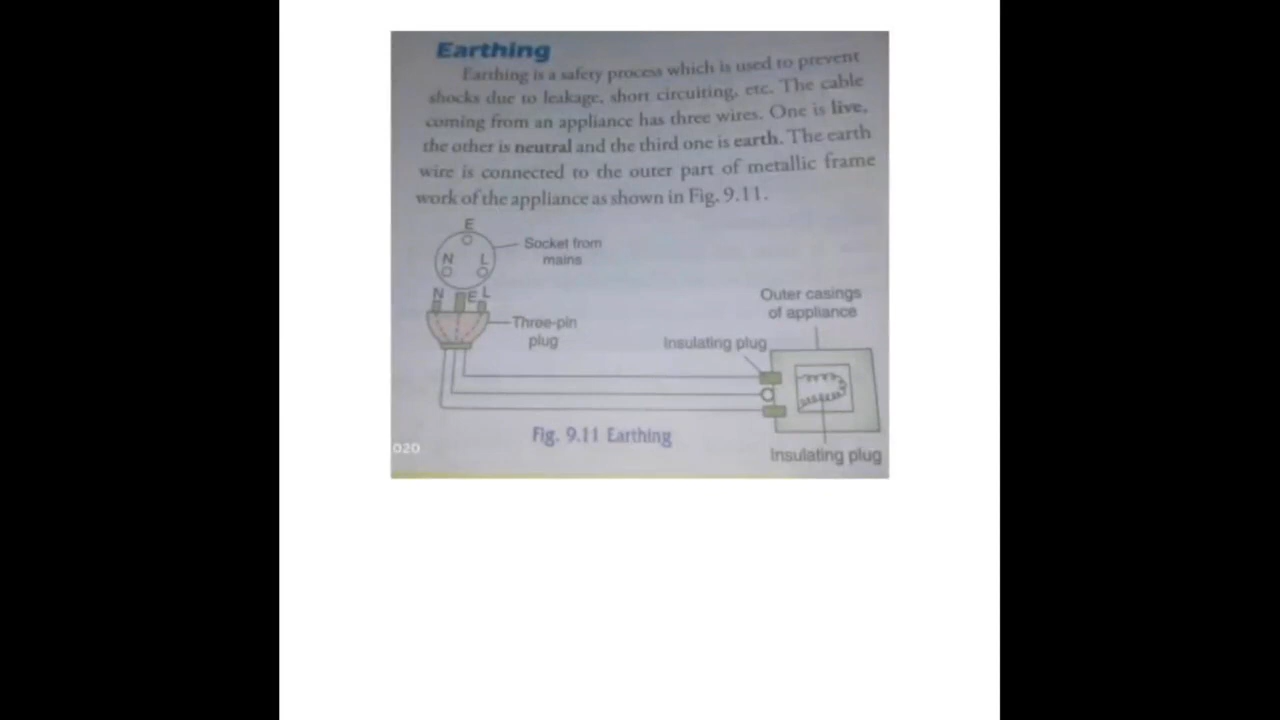 Earthing
Earthing is a safety process which is used to prevent
shocks due to leakage, short circuiting, etc. The cable
coming from an appliance has three wires. One is live,
the other is neutral and the third one is earth. The earth
wire is connected to the outer part of metallic frame
work of the appliance as shown in Fig. 9.11.
E
Socket from
mains
N L
N E L
Three-pin
plug
Outer casings
of appliance
Insulating plug
Fig. 9.11 Earthing
020
Insulating plug